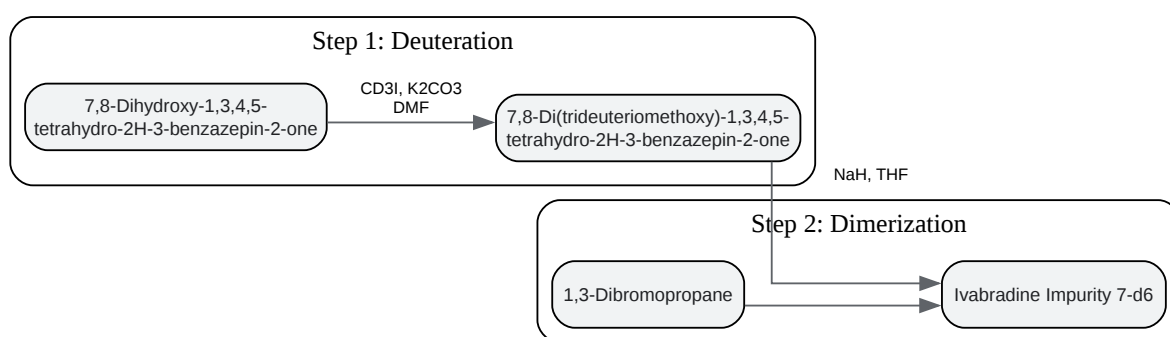 Step 1: Deuteration
7,8-Dihydroxy-1,3,4,5-
tetrahydro-2H-3-benzazepin-2-one
CD3I, K2CO3
DMF
7,8-Di(trideuteriomethoxy)-1,3,4,5-
tetrahydro-2H-3-benzazepin-2-one
NaH, THF
Step 2: Dimerization
1,3-Dibromopropane
Ivabradine Impurity 7-d6